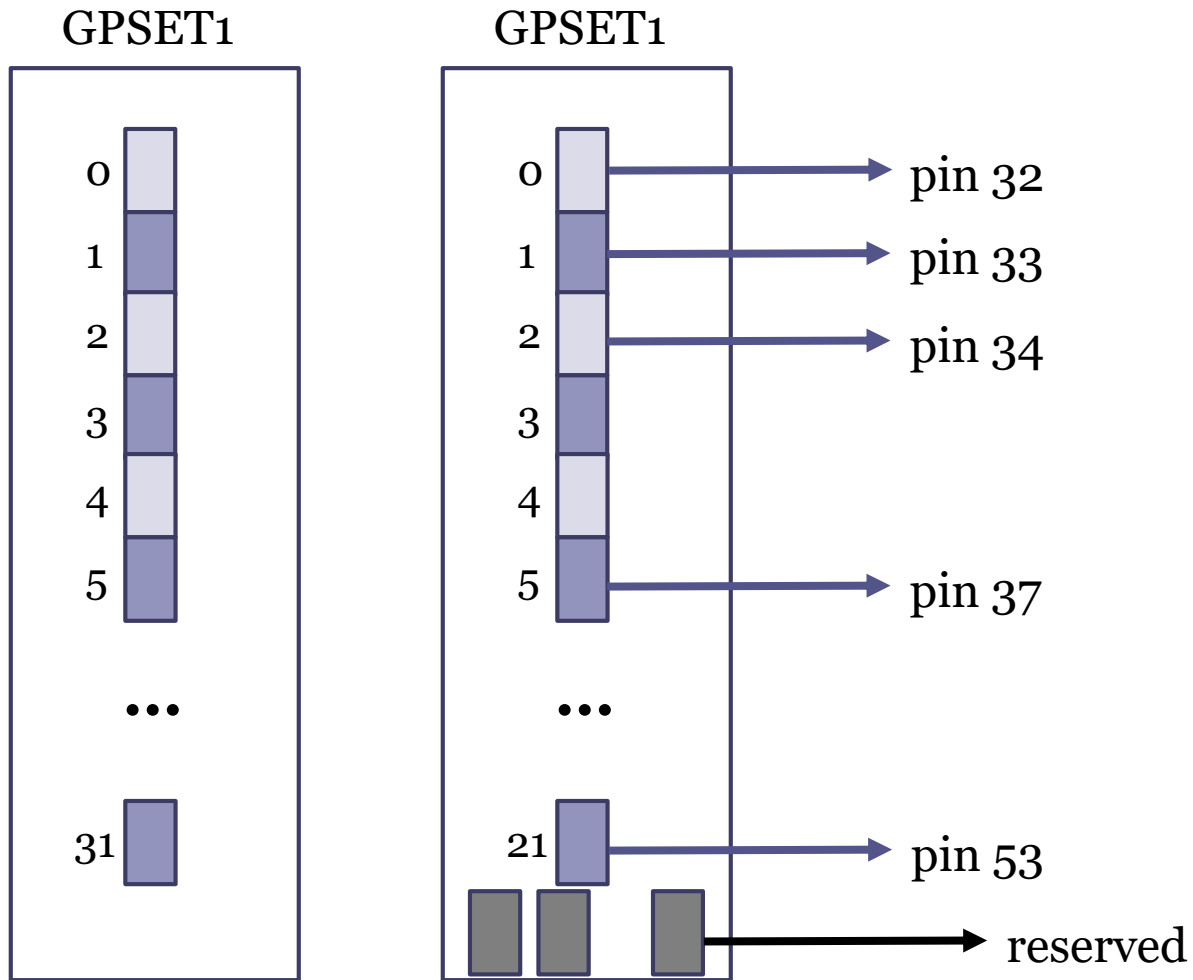 GPSET1 GPSET1
0 0 pin 32
1 1 pin 33
2 2 pin 34
3 3
4 4
5 5 pin 37
... ...
31 21 pin 53
reserved